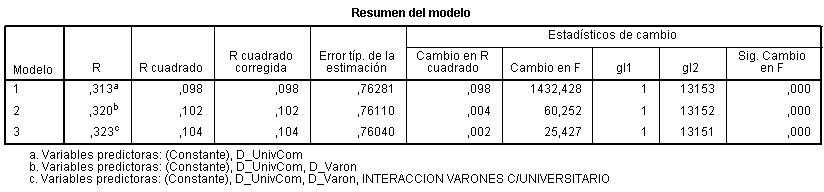 Resumen del modelo
Estadísticos de cambio
Modelo R R cuadrado R cuadrado corregida Error típ. de la estimación Cambio en R cuadrado Cambio en F gl1 gl2 Sig. Cambio en F
1 ,313a ,098 ,098 ,76281 ,098 1432,428 1 13153 ,000
2 ,320b ,102 ,102 ,76110 ,004 60,252 1 13152 ,000
3 ,323c ,104 ,104 ,76040 ,002 25,427 1 13151 ,000
a. Variables predictoras: (Constante), D_UnivCom
b. Variables predictoras: (Constante), D_UnivCom, D_Varon
c. Variables predictoras: (Constante), D_UnivCom, D_Varon, INTERACCION VARONES C/UNIVERSITARIO